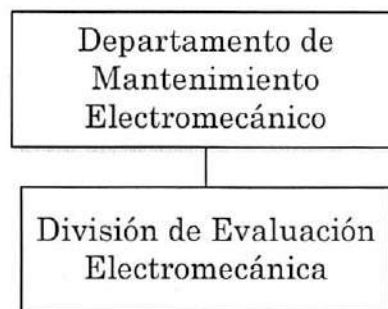 Departamento de
Mantenimiento
Electromecánico
División de Evaluación
Electromecánica